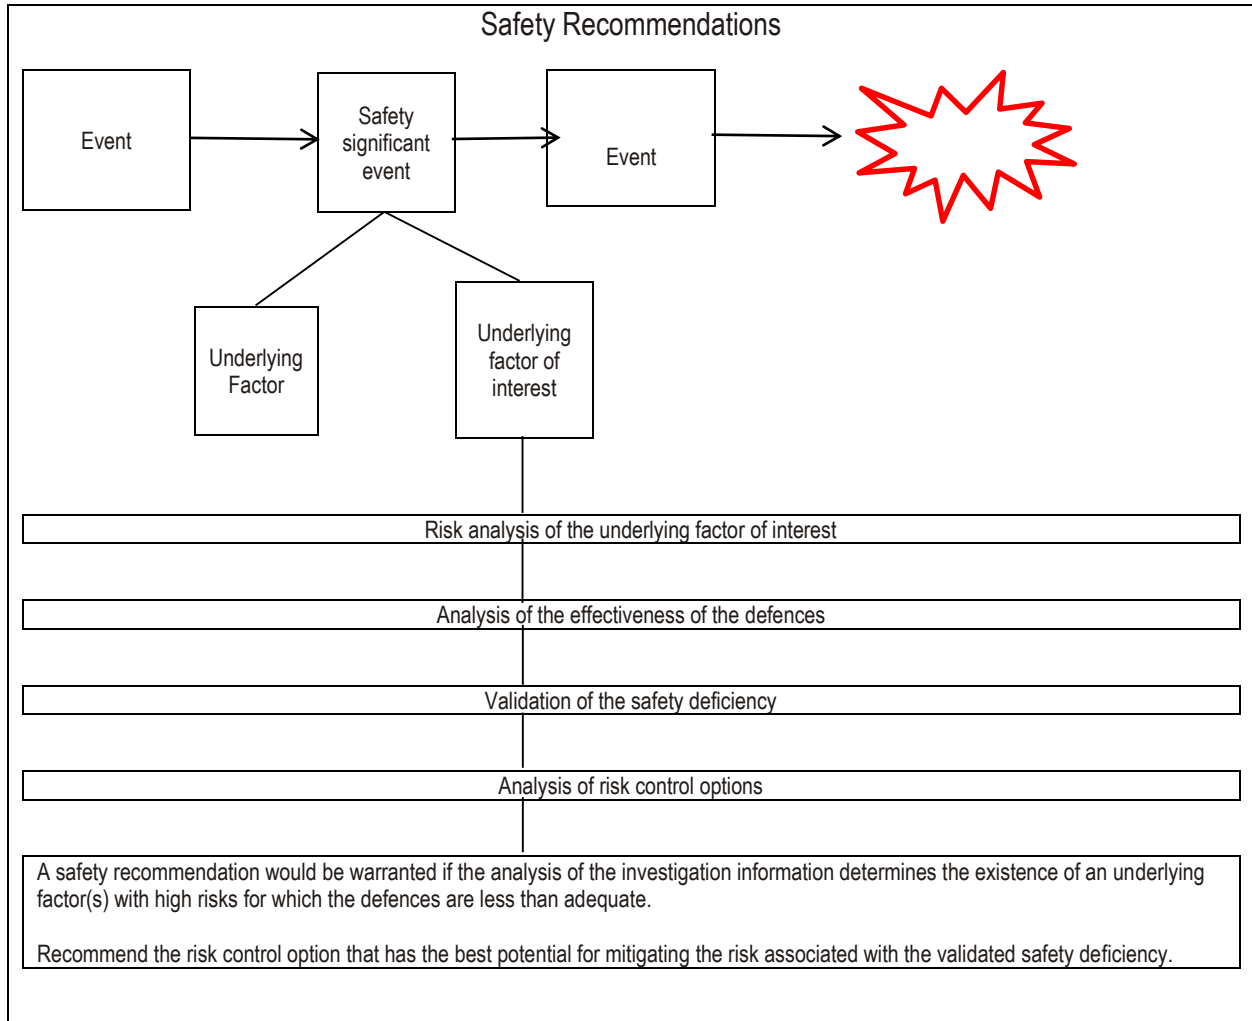 Safety Recommendations
Event
Safety
significant
event
Event
Underlying
Factor
Underlying
factor of
interest
Risk analysis of the underlying factor of interest
Analysis of the effectiveness of the defences
Validation of the safety deficiency
Analysis of risk control options
A safety recommendation would be warranted if the analysis of the investigation information determines the existence of an underlying
factor(s) with high risks for which the defences are less than adequate.
Recommend the risk control option that has the best potential for mitigating the risk associated with the validated safety deficiency.